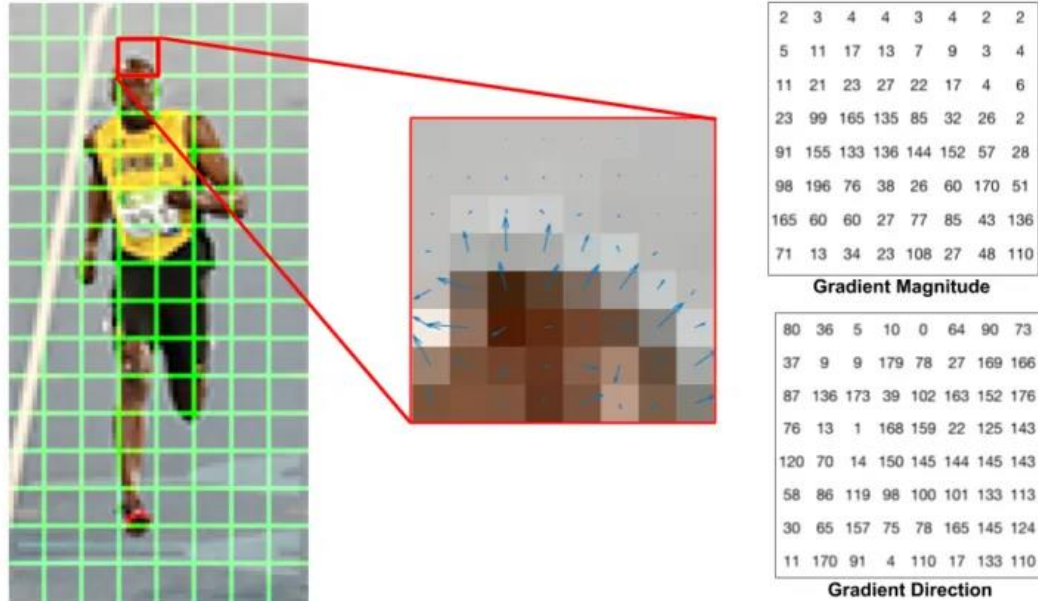 2 3 4 4 3 4 2 2
5 11 17 13 7 9 3 4
11 21 23 27 22 17 4 6
23 99 165 135 85 32 26 2
91 155 133 136 144 152 57 28
98 196 76 38 26 60 170 51
165 60 60 27 77 85 43 136
71 13 34 23 108 27 48 110
Gradient Magnitude
80 36 5 10 0 64 90 73
37 9 9 179 78 27 169 166
87 136 173 39 102 163 152 176
76 13 1 168 159 22 125 143
120 70 14 150 145 144 145 143
58 86 119 98 100 101 133 113
30 65 157 75 78 165 145 124
11 170 91 4 110 17 133 110
Gradient Direction